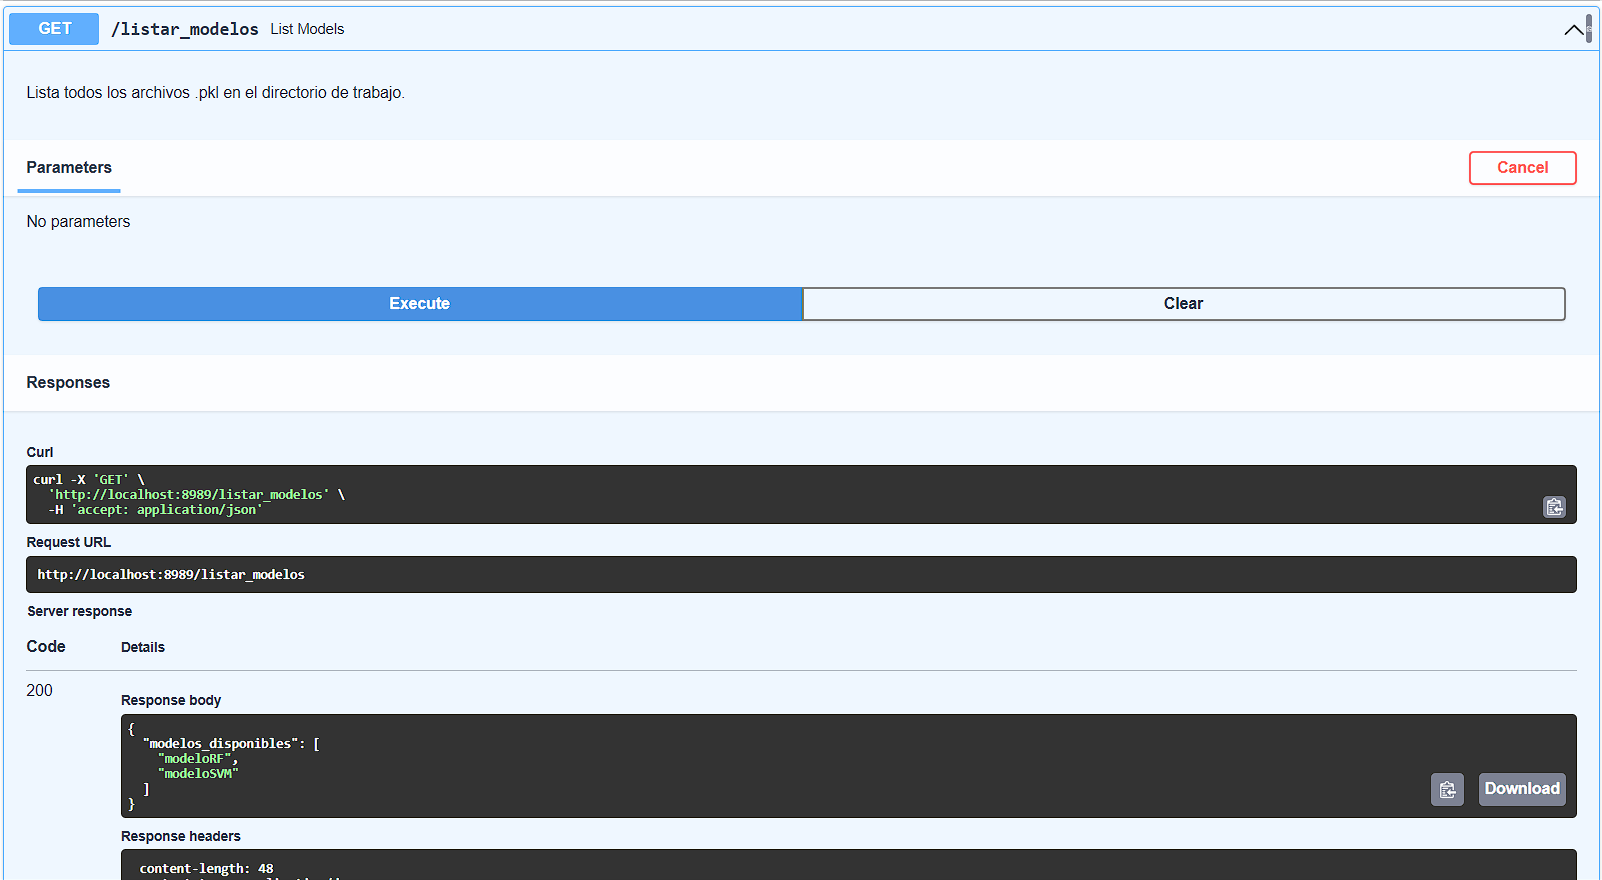 GET /listar_modelos List Models
Lista todos los archivos .pkl en el directorio de trabajo.
Parameters
Cancel
No parameters
Execute
Clear
Responses
Curl
curl -X 'GET' \
  'http://localhost:8989/listar_modelos' \
  -H 'accept: application/json'
Request URL
http://localhost:8989/listar_modelos
Server response
Code Details
200
Response body
{
  "modelos_disponibles": [
    "modeloRF",
    "modeloSVM"
  ]
}
Download
Response headers
content-length: 48